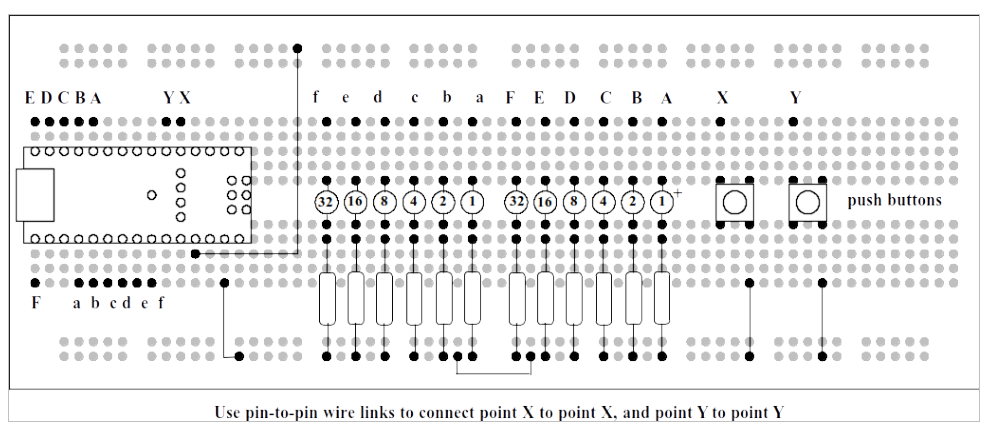 E D C B A Y X f e d c b a F E D C B A X Y
32 16 8 4 2 1 32 16 8 4 2 1 + push buttons
F a b c d e f
Use pin-to-pin wire links to connect point X to point X, and point Y to point Y